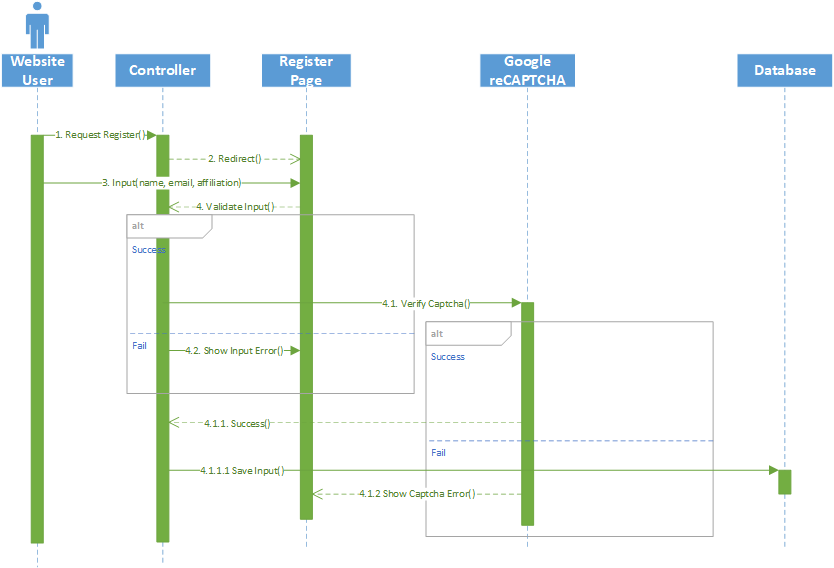 Website
User
Controller
Register
Page
Google
reCAPTCHA
Database
1. Request Register()
2. Redirect()
3. Input(name, email, affiliation)
4. Validate Input()
alt
Success
4.1. Verify Captcha()
alt
Fail
4.2. Show Input Error()
Success
4.1.1. Success()
Fail
4.1.1.1 Save Input()
4.1.2 Show Captcha Error()